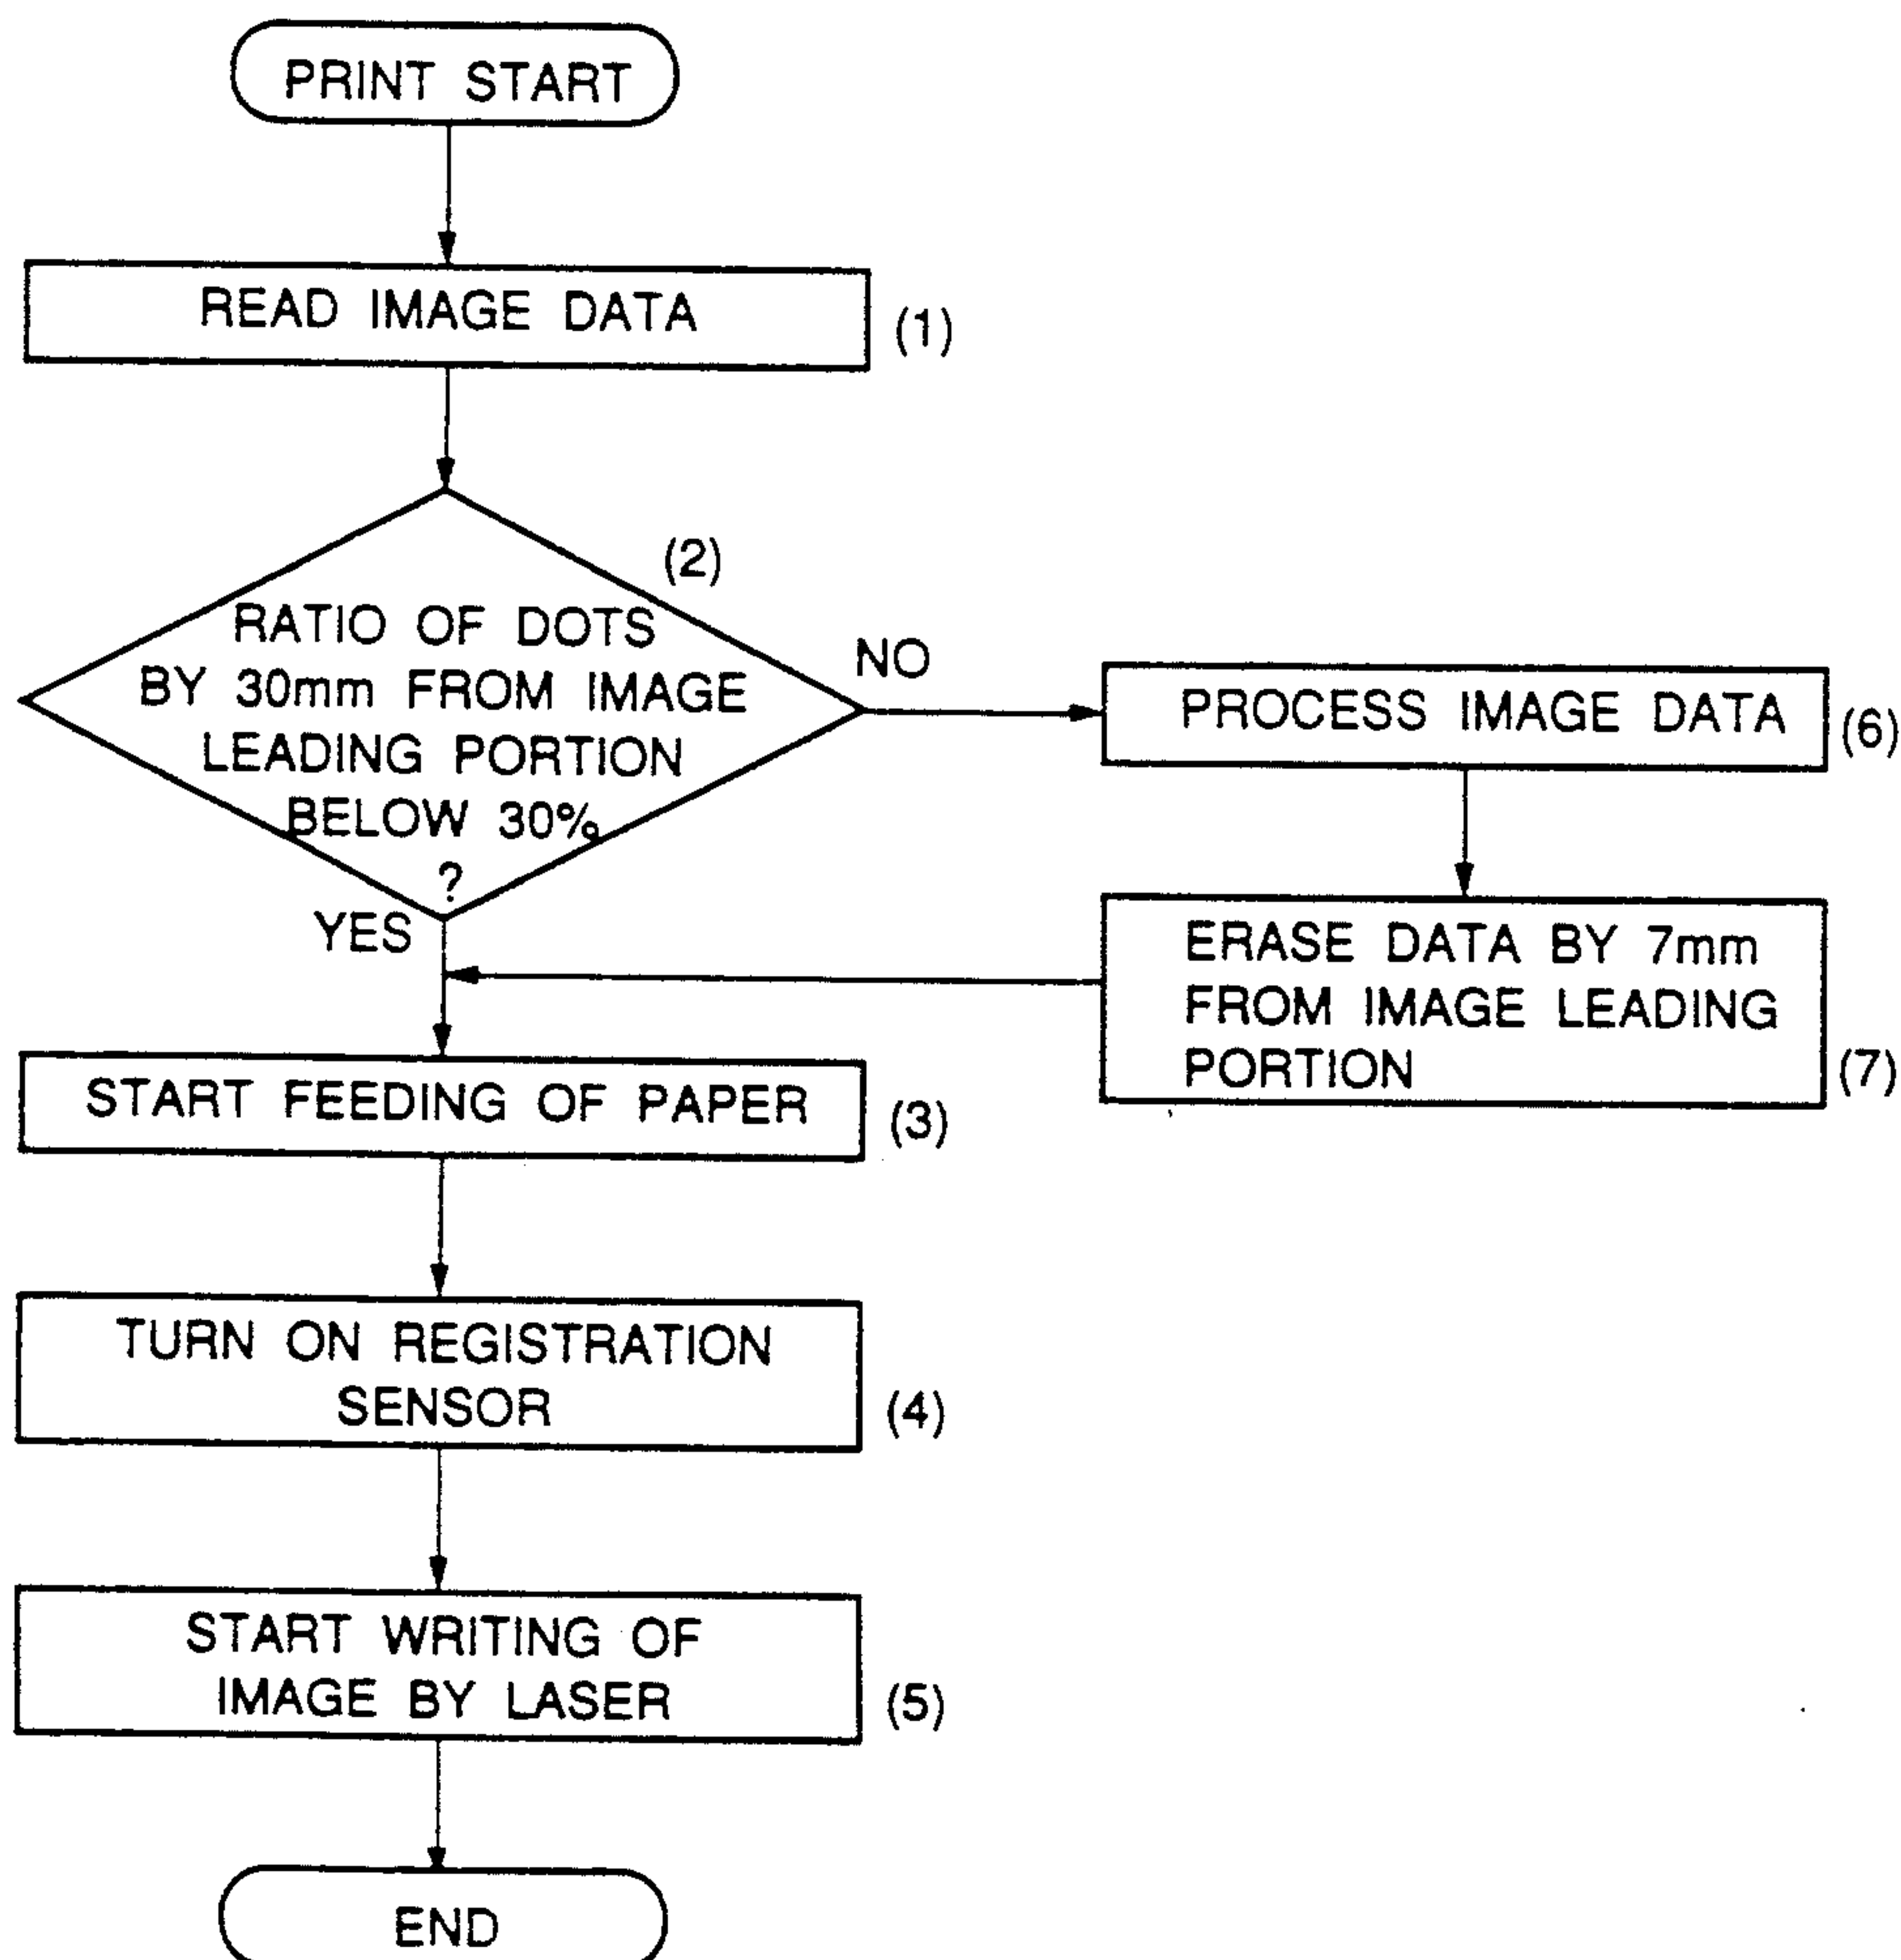 PRINT START
READ IMAGE DATA
(1)
(2)
RATIO OF DOTS
BY 30mm FROM IMAGE
LEADING PORTION
BELOW 30%
?
NO
YES
PROCESS IMAGE DATA
(6)
ERASE DATA BY 7mm
FROM IMAGE LEADING
PORTION
(7)
START FEEDING OF PAPER
(3)
TURN ON REGISTRATION
SENSOR
(4)
START WRITING OF
IMAGE BY LASER
(5)
END